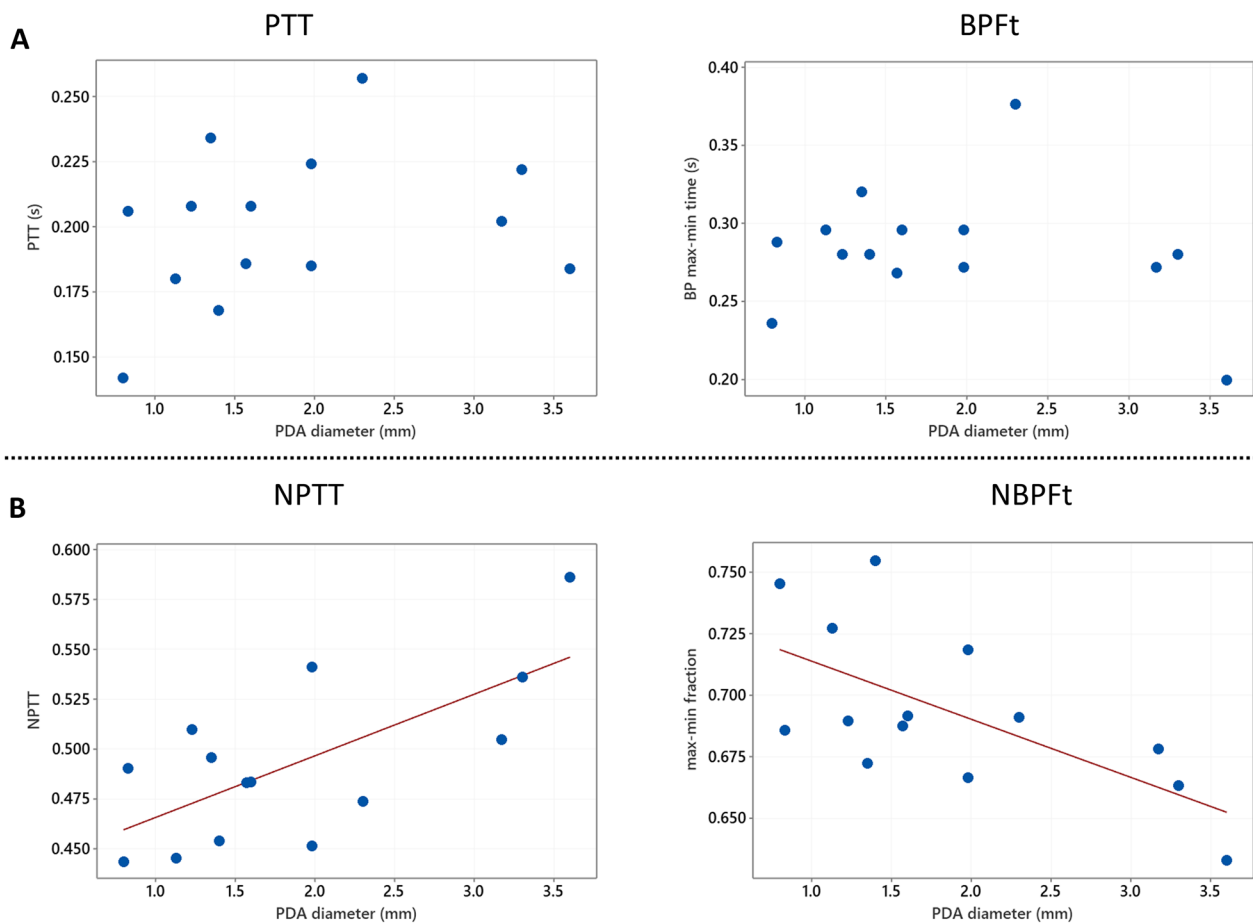 A
PTT
PTT (s)
0.250
0.225
0.200
0.175
0.150
1.0 1.5 2.0 2.5 3.0 3.5
PDA diameter (mm)
BPFt
BP max-min time (s)
0.40
0.35
0.30
0.25
0.20
1.0 1.5 2.0 2.5 3.0 3.5
PDA diameter (mm)
B
NPTT
NPTT
0.600
0.575
0.550
0.525
0.500
0.475
0.450
1.0 1.5 2.0 2.5 3.0 3.5
PDA diameter (mm)
NBPFt
max-min fraction
0.750
0.725
0.700
0.675
0.650
1.0 1.5 2.0 2.5 3.0 3.5
PDA diameter (mm)